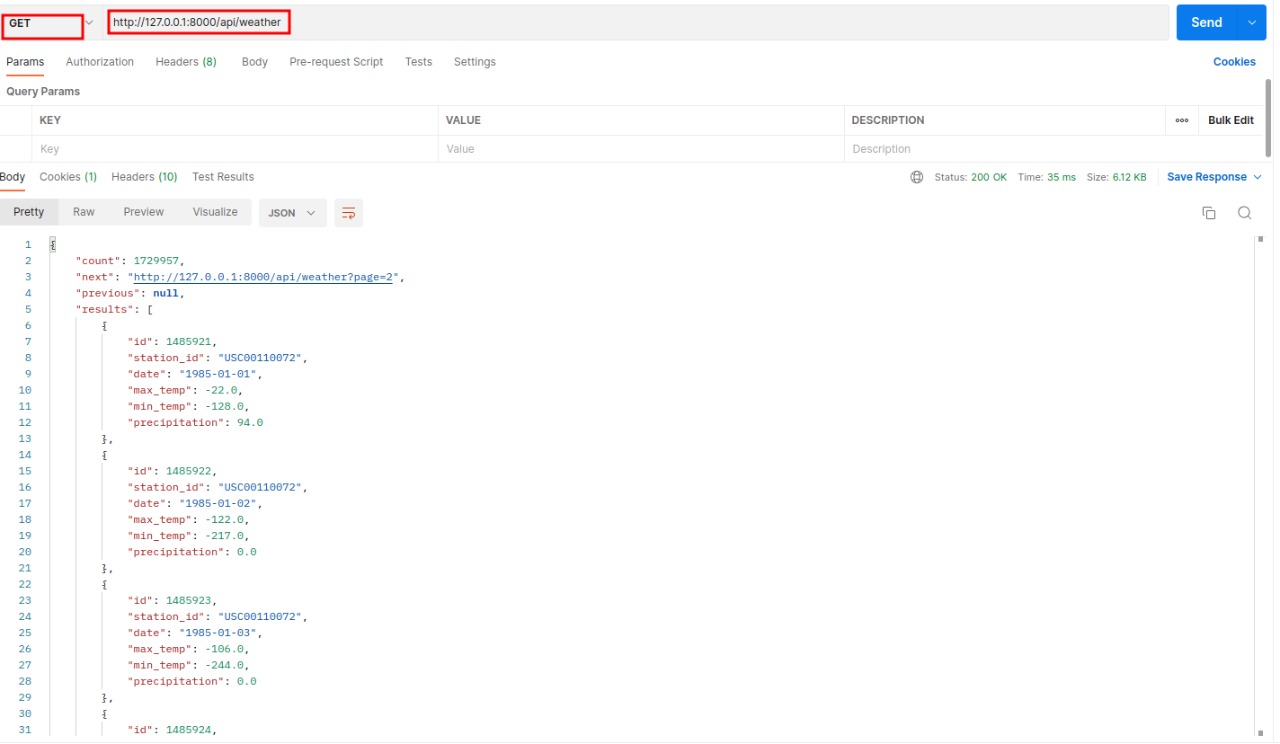 GET http://127.0.0.1:8000/api/weather Send
Params Authorization Headers (8) Body Pre-request Script Tests Settings Cookies
Query Params
KEY VALUE DESCRIPTION ooo Bulk Edit
Key Value Description
Body Cookies (1) Headers (10) Test Results Status: 200 OK Time: 35 ms Size: 6.12 KB Save Response
Pretty Raw Preview Visualize JSON
1 {
2 "count": 1729957,
3 "next": "http://127.0.0.1:8000/api/weather?page=2",
4 "previous": null,
5 "results": [
6 {
7 "id": 1485921,
8 "station_id": "USC00110072",
9 "date": "1985-01-01",
10 "max_temp": -22.0,
11 "min_temp": -128.0,
12 "precipitation": 94.0
13 },
14 {
15 "id": 1485922,
16 "station_id": "USC00110072",
17 "date": "1985-01-02",
18 "max_temp": -122.0,
19 "min_temp": -217.0,
20 "precipitation": 0.0
21 },
22 {
23 "id": 1485923,
24 "station_id": "USC00110072",
25 "date": "1985-01-03",
26 "max_temp": -106.0,
27 "min_temp": -244.0,
28 "precipitation": 0.0
29 },
30 {
31 "id": 1485924,